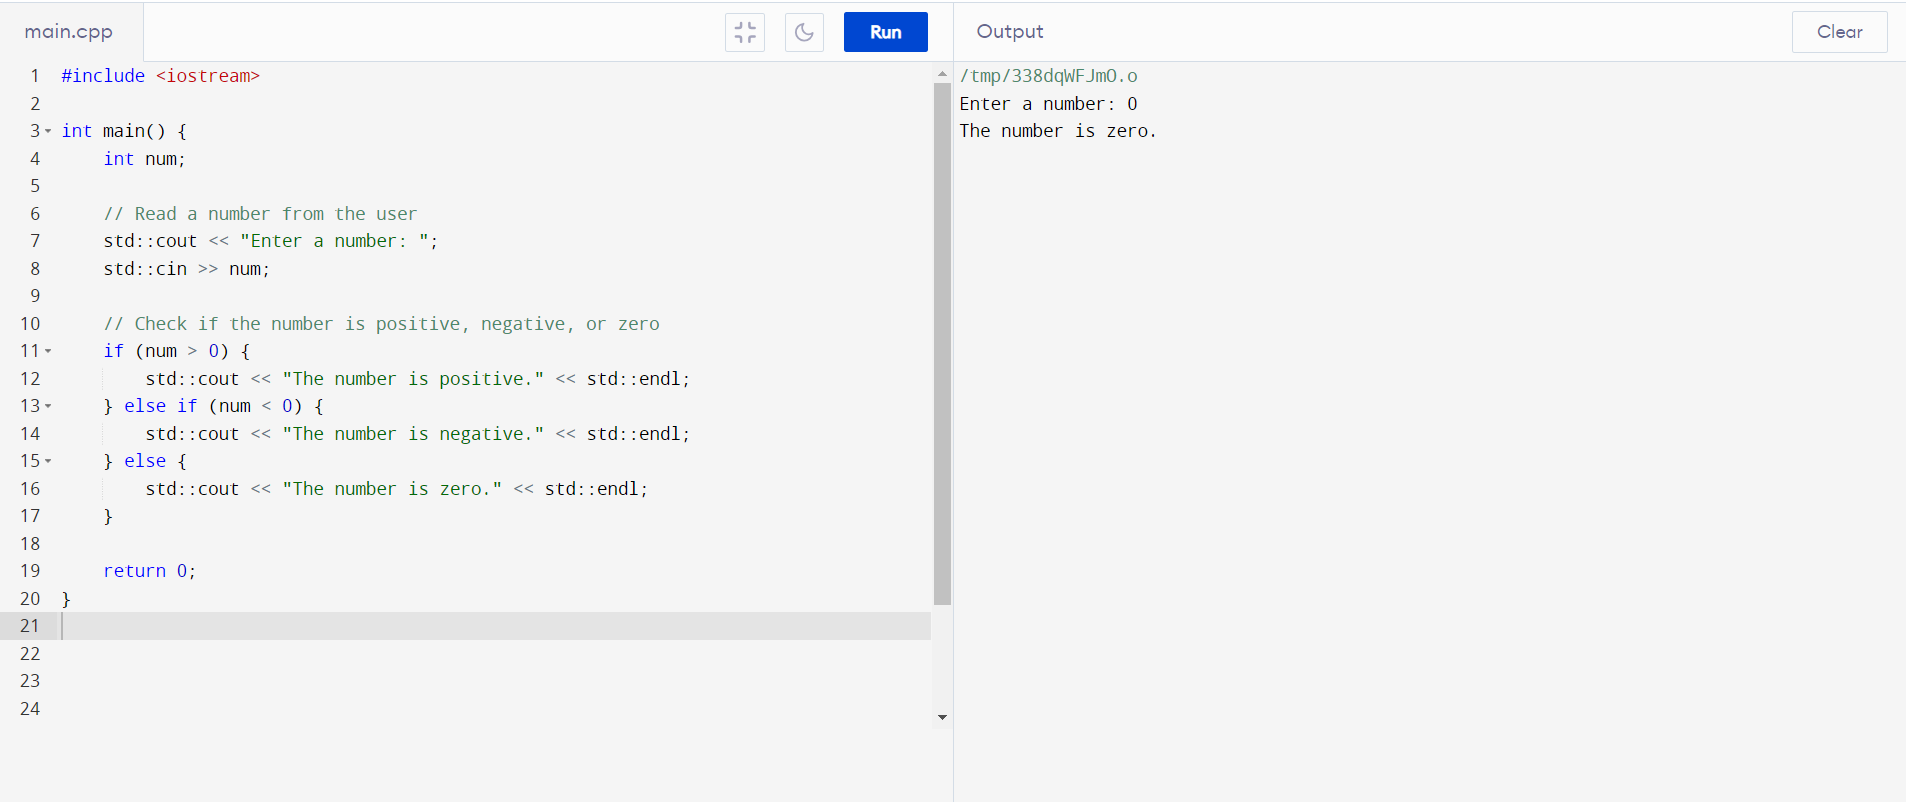 main.cpp
Run
Output
Clear
1 #include <iostream>
2
3 int main() {
4     int num;
5
6     // Read a number from the user
7     std::cout << "Enter a number: ";
8     std::cin >> num;
9
10     // Check if the number is positive, negative, or zero
11     if (num > 0) {
12         std::cout << "The number is positive." << std::endl;
13     } else if (num < 0) {
14         std::cout << "The number is negative." << std::endl;
15     } else {
16         std::cout << "The number is zero." << std::endl;
17     }
18
19     return 0;
20 }
21
22
23
24
/tmp/338dqWFJmO.o
Enter a number: 0
The number is zero.